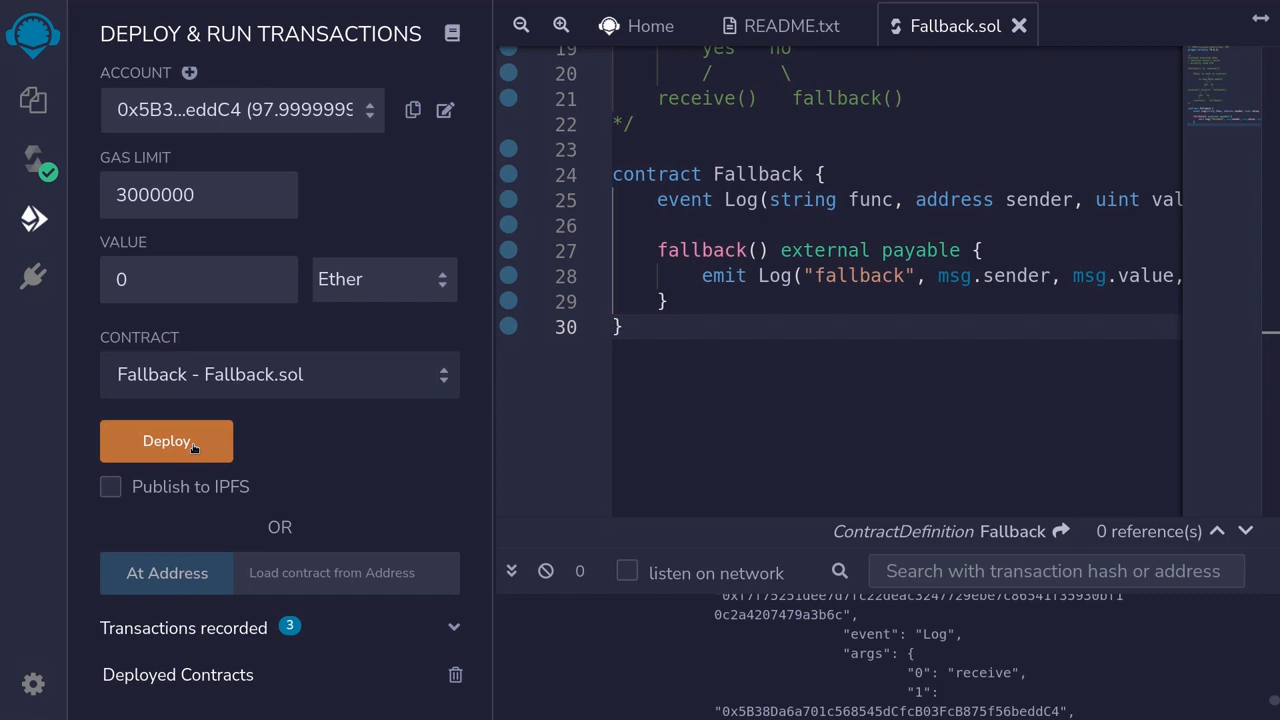 DEPLOY & RUN TRANSACTIONS
ACCOUNT
0x5B3...eddC4 (97.9999999
GAS LIMIT
3000000
VALUE
0
Ether
CONTRACT
Fallback - Fallback.sol
Deploy
Publish to IPFS
OR
At Address
Load contract from Address
Transactions recorded 3
Deployed Contracts
Home
README.txt
Fallback.sol
19 yes no
20 / \
21 receive() fallback()
22 */
23
24 contract Fallback {
25 event Log(string func, address sender, uint val
26
27 fallback() external payable {
28 emit Log("fallback", msg.sender, msg.value,
29 }
30 }
ContractDefinition Fallback 0 reference(s)
0 listen on network Search with transaction hash or address
0c2a4207479a3b6c",
"event": "Log",
"args": {
"0": "receive",
"1":
"0x5B38Da6a701c568545dCfcB03FcB875f56beddC4",